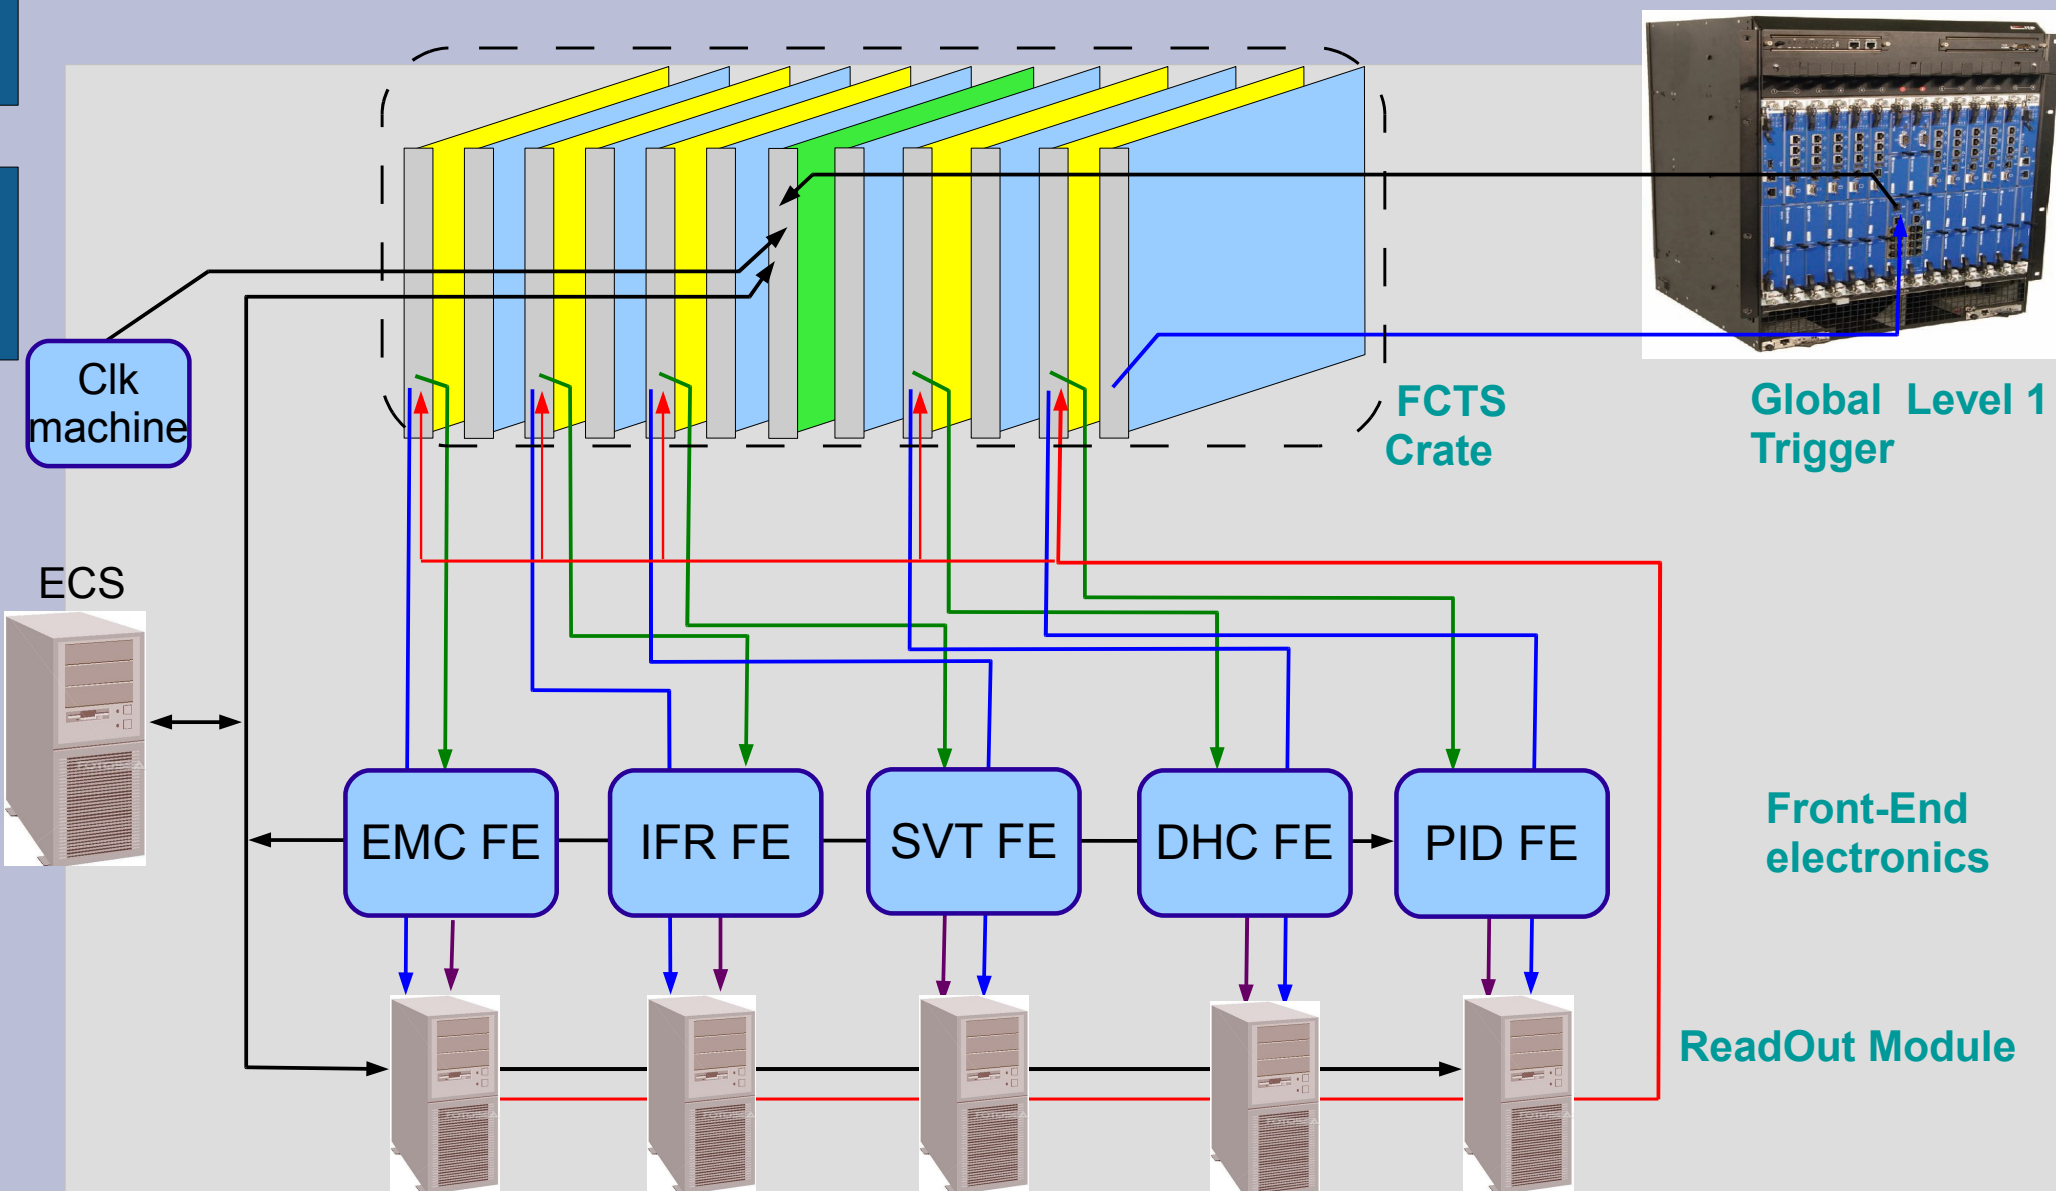 Clk
machine
FCTS
Crate
Global Level 1
Trigger
ECS
EMC FE
IFR FE
SVT FE
DHC FE
PID FE
Front-End
electronics
ReadOut Module